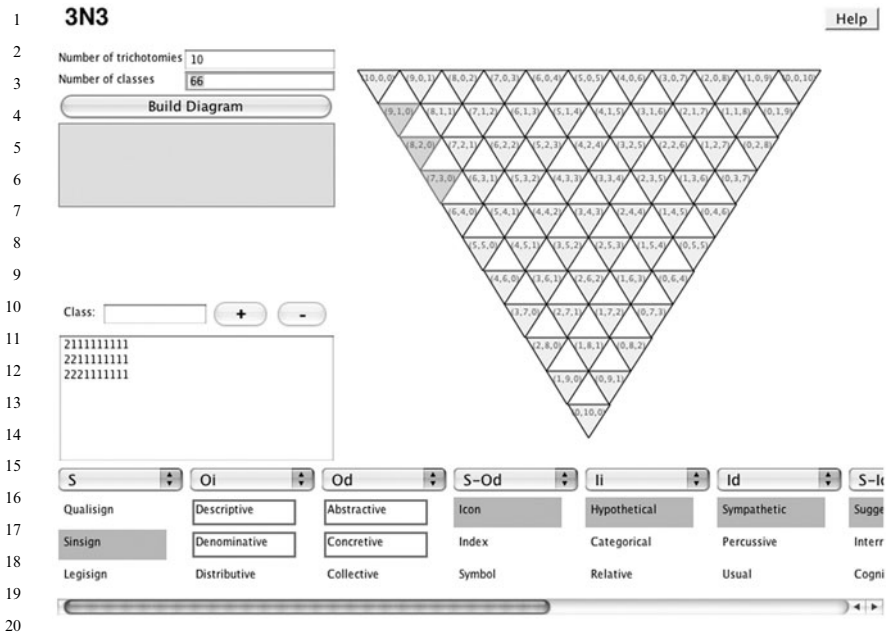 1
3N3
Help
2
Number of trichotomies 10
3
Number of classes 66
(10,0,0) (9,0,1) (8,0,2) (7,0,3) (6,0,4) (5,0,5) (4,0,6) (3,0,7) (2,0,8) (1,0,9) (0,0,10)
4
Build Diagram
(9,1,0) (8,1,1) (7,1,2) (6,1,3) (5,1,4) (4,1,5) (3,1,6) (2,1,7) (1,1,8) (0,1,9)
5
(8,2,0) (7,2,1) (6,2,2) (5,2,3) (4,2,4) (3,2,5) (2,2,6) (1,2,7) (0,2,8)
6
(7,3,0) (6,3,1) (5,3,2) (4,3,3) (3,3,4) (2,3,5) (1,3,6) (0,3,7)
7
(6,4,0) (5,4,1) (4,4,2) (3,4,3) (2,4,4) (1,4,5) (0,4,6)
8
(5,5,0) (4,5,1) (3,5,2) (2,5,3) (1,5,4) (0,5,5)
9
(4,6,0) (3,6,1) (2,6,2) (1,6,3) (0,6,4)
10
Class: + -
(3,7,0) (2,7,1) (1,7,2) (0,7,3)
11
2111111111
(2,8,0) (1,8,1) (0,8,2)
2211111111
12
2221111111
(1,9,0) (0,9,1)
13
(0,10,0)
14
15
S Oi Od S-Od Ii Id S-Id
16
Qualisign Descriptive Abstractive Icon Hypothetical Sympathetic Sugge
17
Sinsign Denominative Concretive Index Categorical Percussive Interr
18
Legisign Distributive Collective Symbol Relative Usual Cogni
19
20